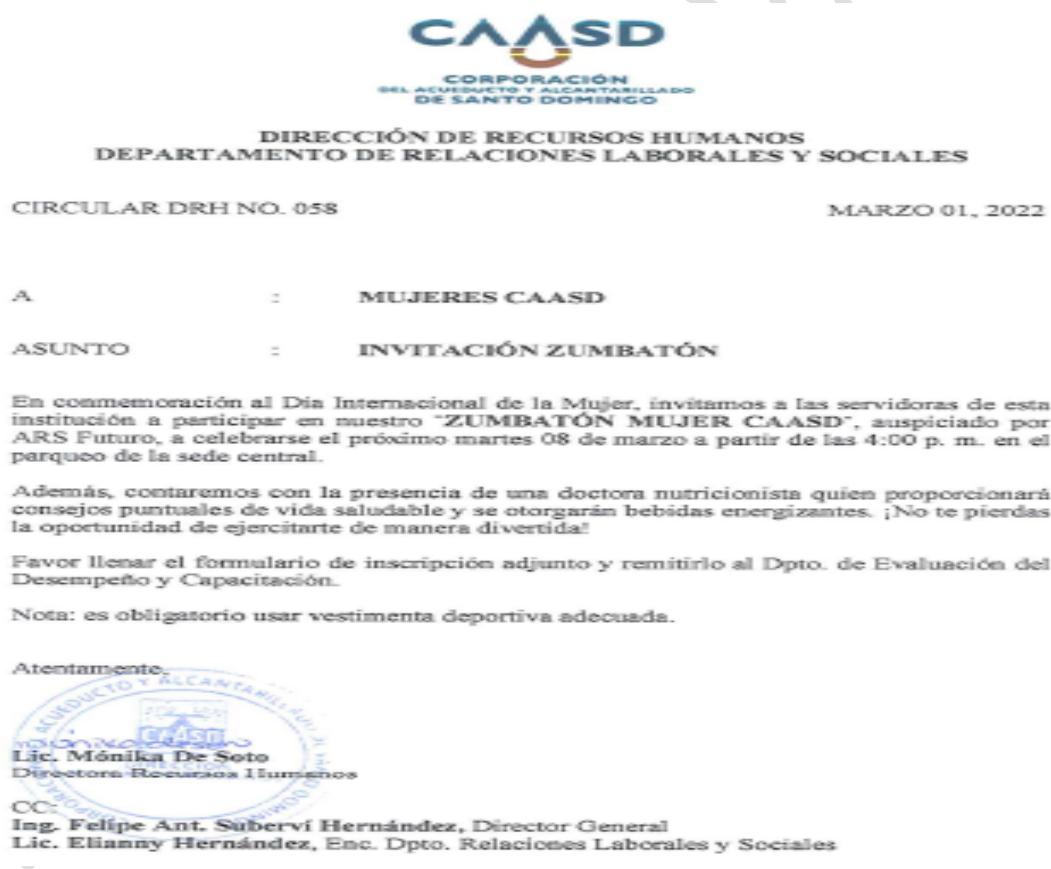 CAASD
CORPORACIÓN
DEL ACUEDUCTO Y ALCANTARILLADO
DE SANTO DOMINGO
DIRECCIÓN DE RECURSOS HUMANOS
DEPARTAMENTO DE RELACIONES LABORALES Y SOCIALES
CIRCULAR DRH NO. 058 MARZO 01, 2022
A : MUJERES CAASD
ASUNTO : INVITACIÓN ZUMBATÓN
En conmemoración al Día Internacional de la Mujer, invitamos a las servidoras de esta
institución a participar en nuestro "ZUMBATÓN MUJER CAASD", auspiciado por
ARS Futuro, a celebrarse el próximo martes 08 de marzo a partir de las 4:00 p. m. en el
parqueo de la sede central.
Además, contaremos con la presencia de una doctora nutricionista quien proporcionará
consejos puntuales de vida saludable y se otorgarán bebidas energizantes. ¡No te pierdas
la oportunidad de ejercitarte de manera divertida!
Favor llenar el formulario de inscripción adjunto y remitirlo al Dpto. de Evaluación del
Desempeño y Capacitación.
Nota: es obligatorio usar vestimenta deportiva adecuada.
Atentamente,
ACUEDUCTO Y ALCANTARILLADO
CAASD
DIRECCIÓN
Lic. Mónika De Soto
Directora Recursos Humanos
CC:
Ing. Felipe Ant. Suberví Hernández, Director General
Lic. Elianny Hernández, Enc. Dpto. Relaciones Laborales y Sociales